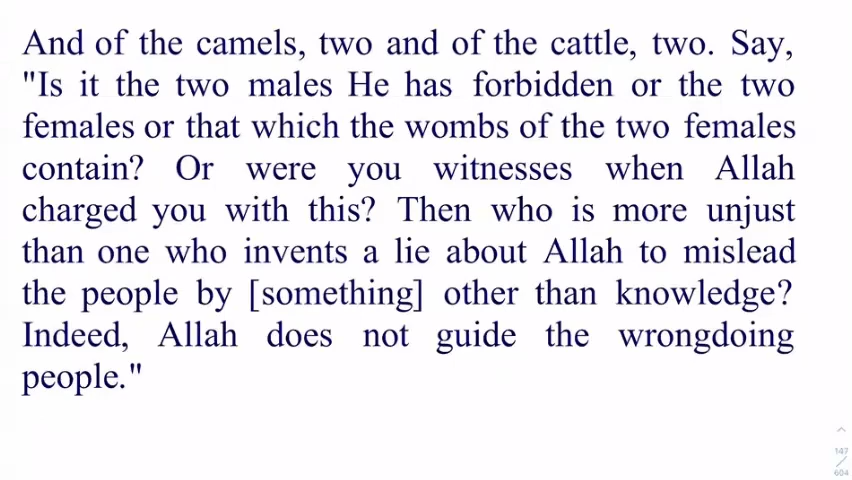 And of the camels, two and of the cattle, two. Say,
"Is it the two males He has forbidden or the two
females or that which the wombs of the two females
contain? Or were you witnesses when Allah
charged you with this? Then who is more unjust
than one who invents a lie about Allah to mislead
the people by [something] other than knowledge?
Indeed, Allah does not guide the wrongdoing
people."
147
/
604